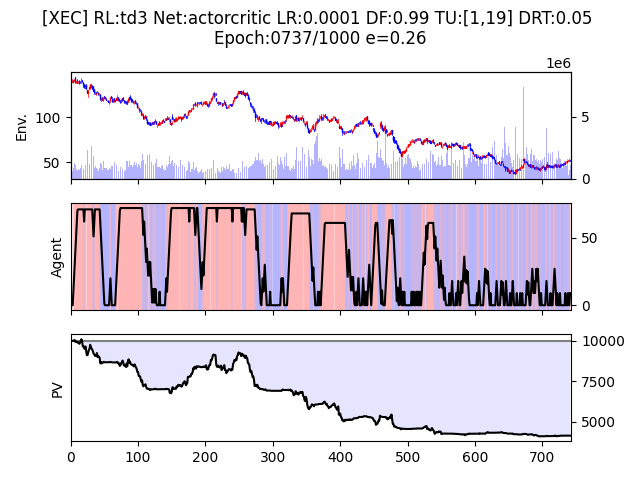 [XEC] RL:td3 Net:actorcritic LR:0.0001 DF:0.99 TU:[1,19] DRT:0.05
Epoch:0737/1000 e=0.26
1e6
Env.
100
50
5
0
Agent
50
0
PV
10000
7500
5000
0 100 200 300 400 500 600 700